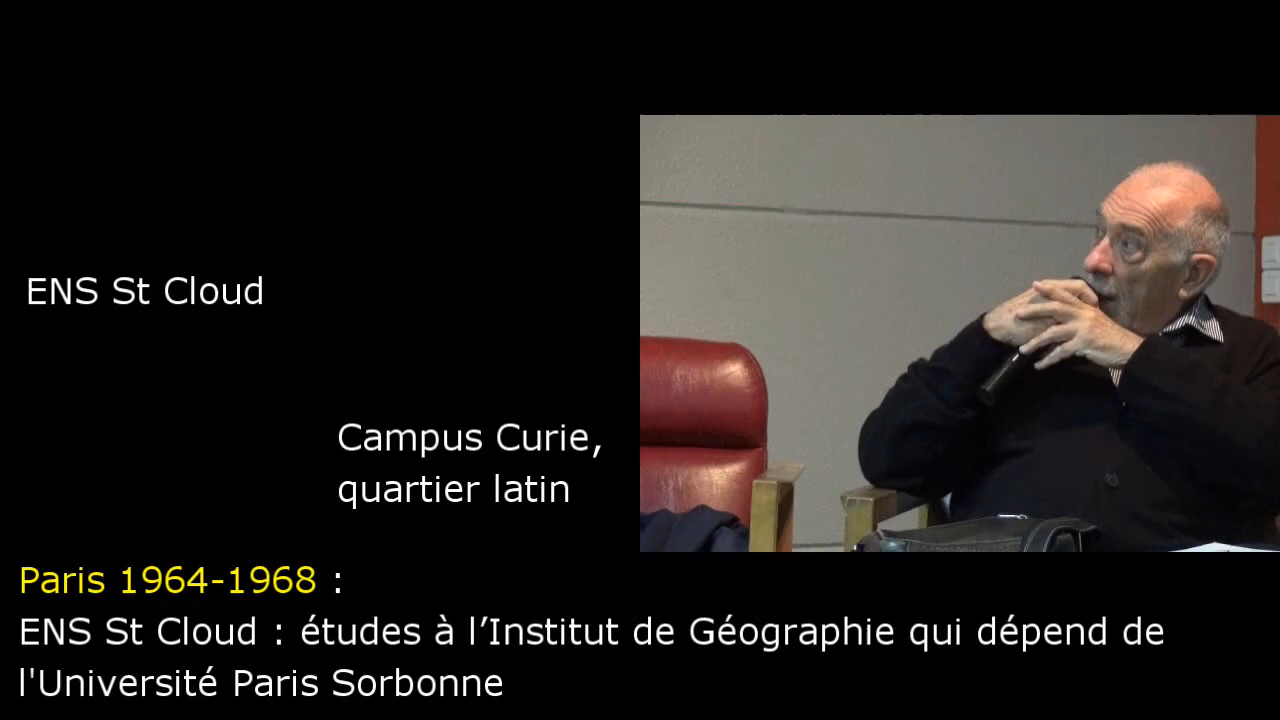 ENS St Cloud
Campus Curie,
quartier latin
Paris 1964-1968 :
ENS St Cloud : études à l’Institut de Géographie qui dépend de
l'Université Paris Sorbonne